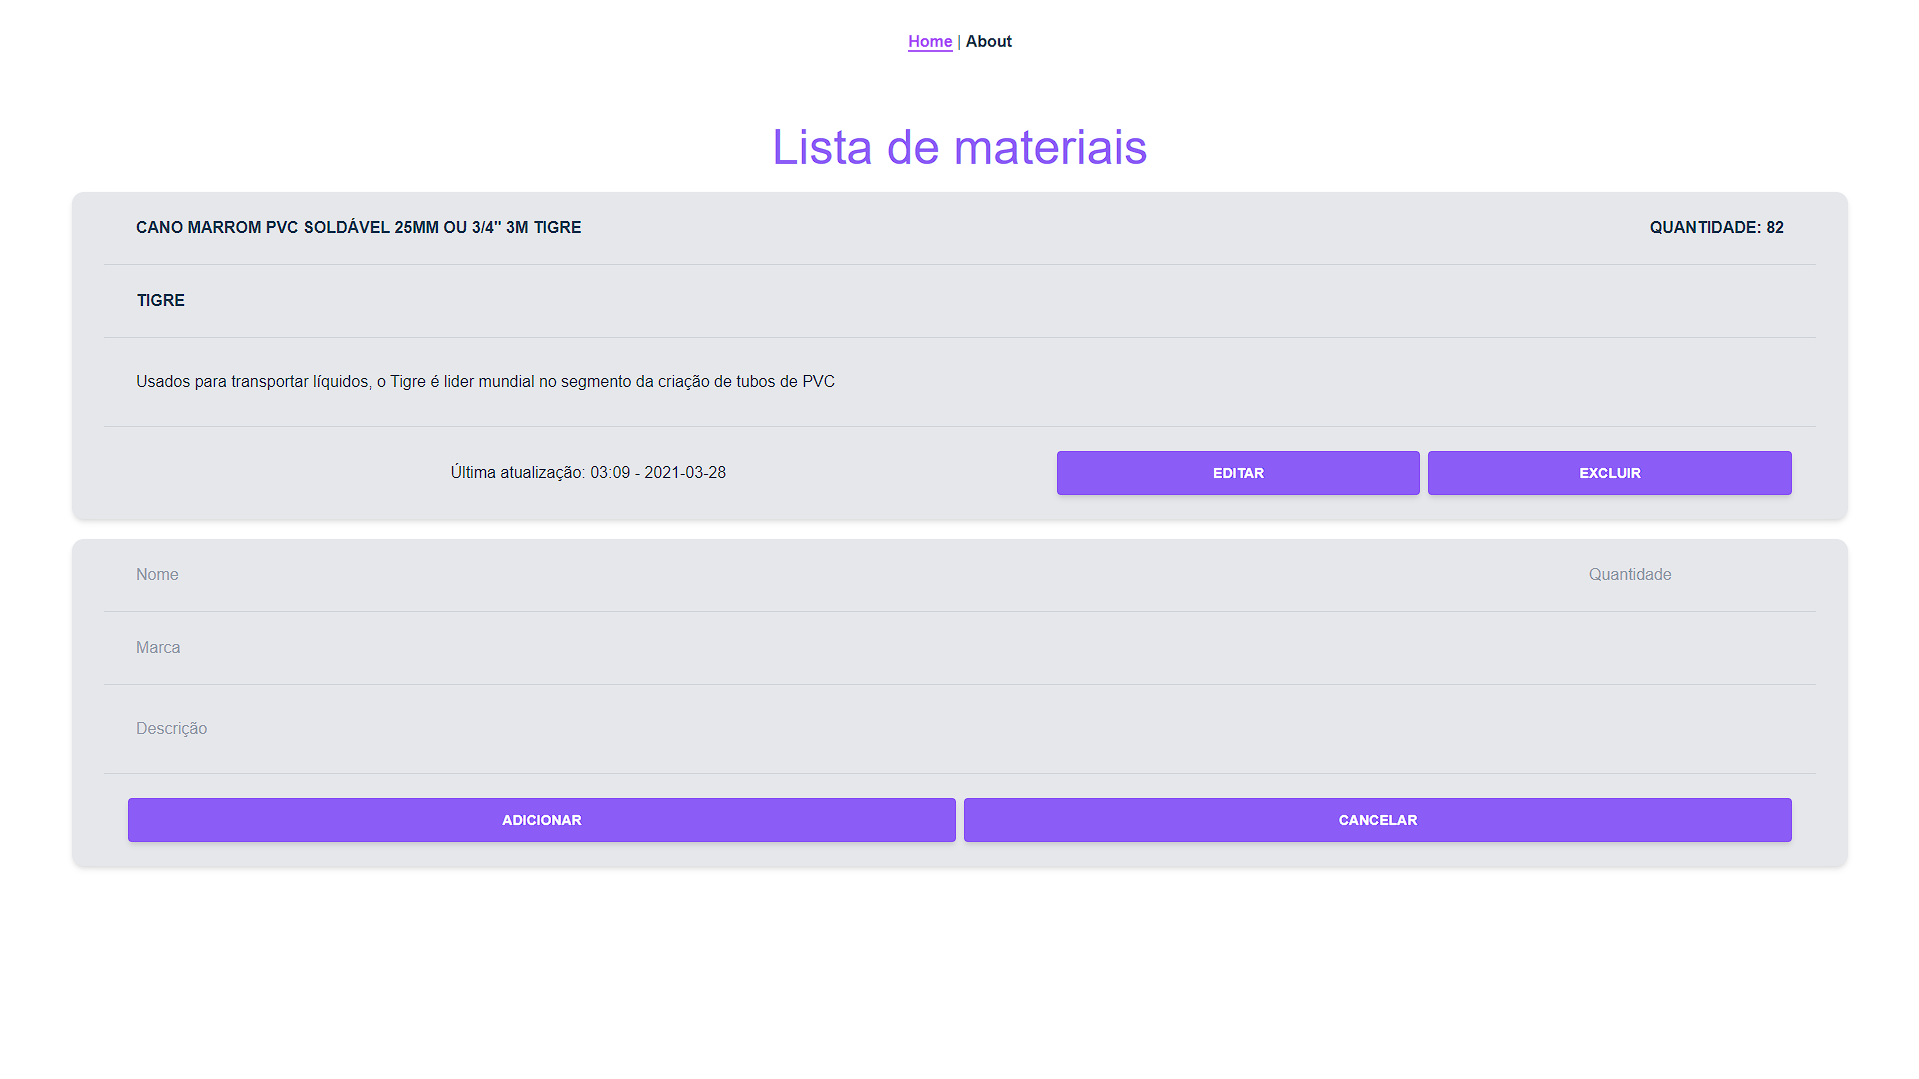 Home | About
Lista de materiais
CANO MARROM PVC SOLDÁVEL 25MM OU 3/4" 3M TIGRE QUANTIDADE: 82
TIGRE
Usados para transportar líquidos, o Tigre é lider mundial no segmento da criação de tubos de PVC
Última atualização: 03:09 - 2021-03-28 EDITAR EXCLUIR
Nome Quantidade
Marca
Descrição
ADICIONAR CANCELAR